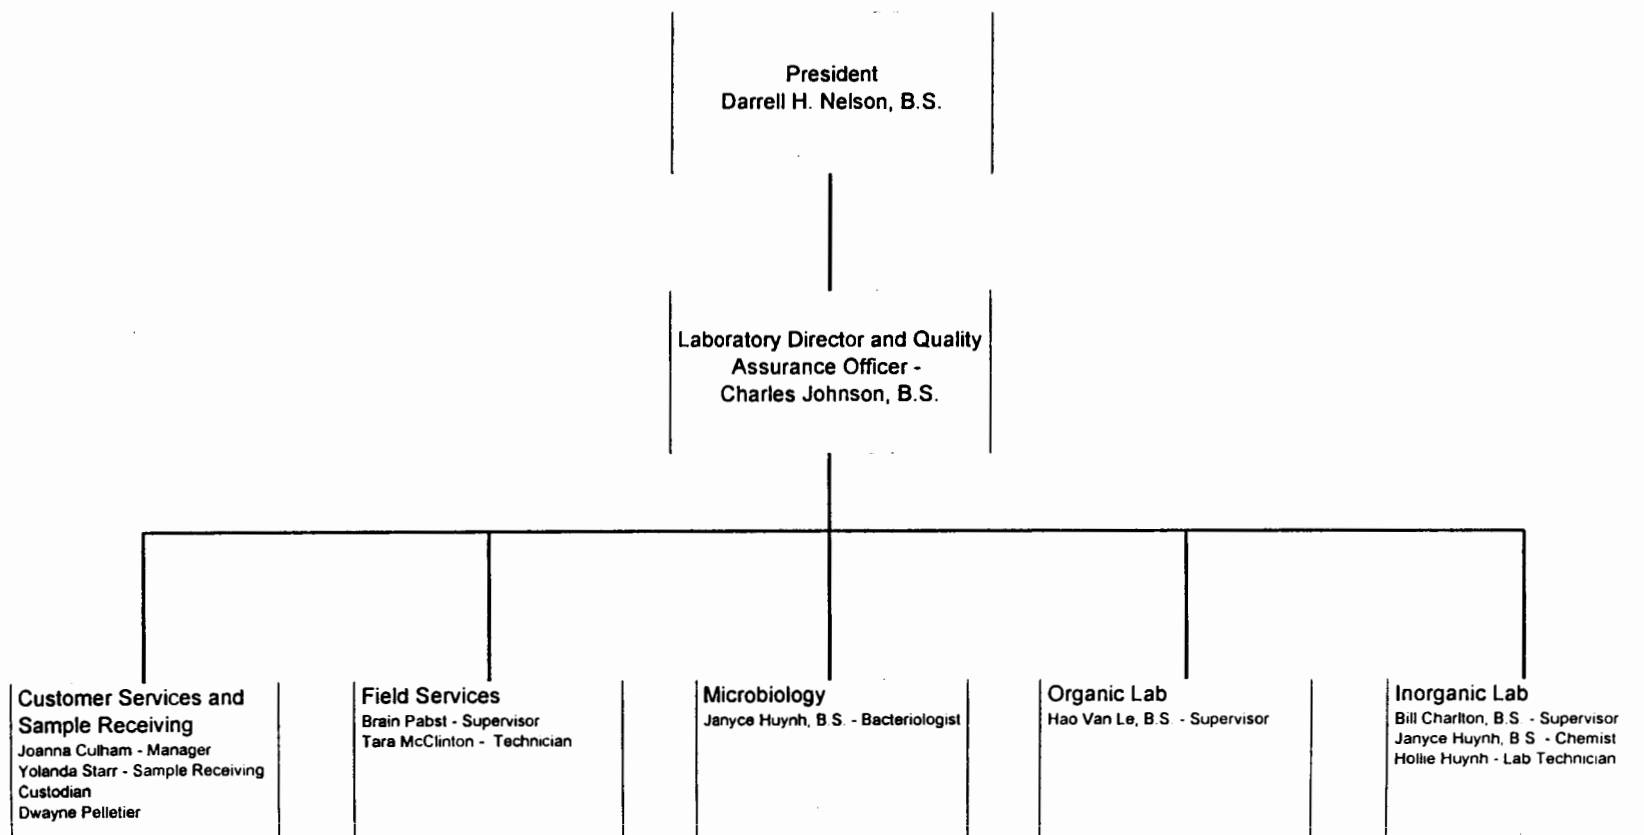 President
Darrell H. Nelson, B.S.
Laboratory Director and Quality
Assurance Officer -
Charles Johnson, B.S.
Customer Services and
Sample Receiving
Joanna Culham - Manager
Yolanda Starr - Sample Receiving
Custodian
Dwayne Pelletier
Field Services
Brain Pabst - Supervisor
Tara McClinton - Technician
Microbiology
Janyce Huynh, B.S. - Bacteriologist
Organic Lab
Hao Van Le, B.S. - Supervisor
Inorganic Lab
Bill Charlton, B.S. - Supervisor
Janyce Huynh, B S - Chemist
Hollie Huynh - Lab Technician